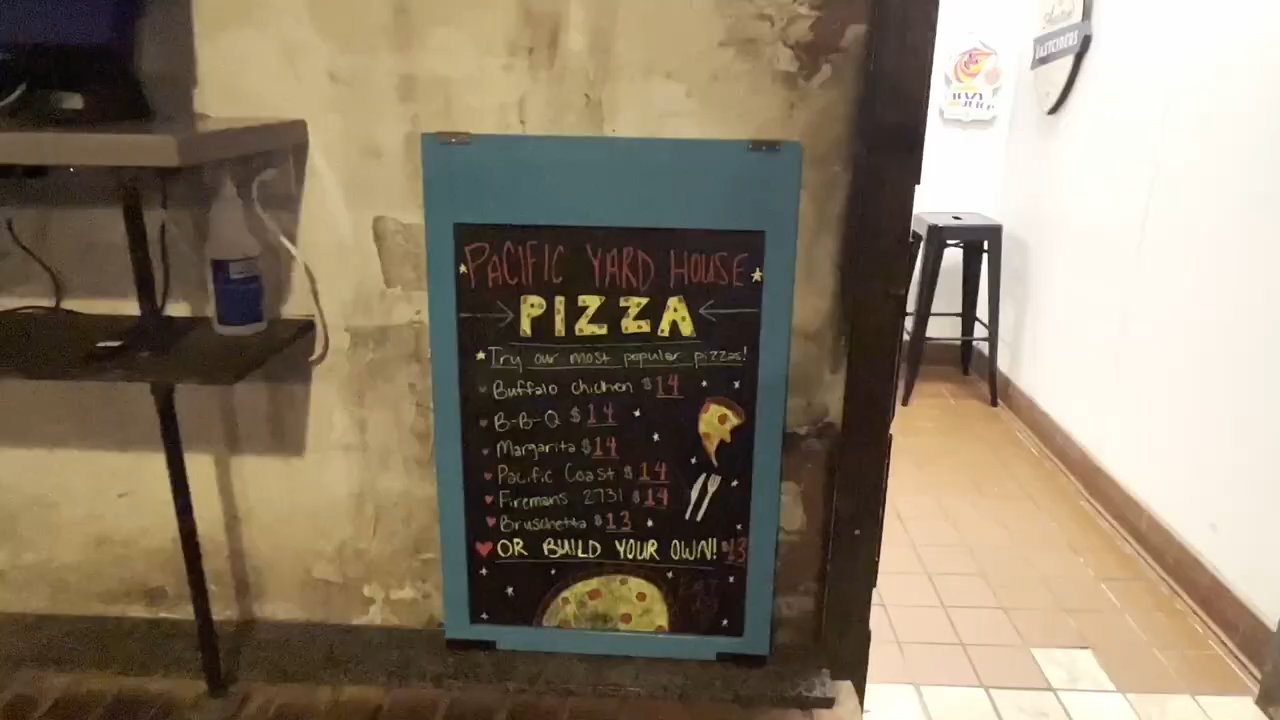 PACIFIC YARD HOUSE
PIZZA
Try our most popular pizzas!
Buffalo chicken $14
B-B-Q $14
Margarita $14
Pacific Coast $14
Firemans 2731 $14
Bruschetta $13
OR BUILD YOUR OWN! $13
EASTCIDERS